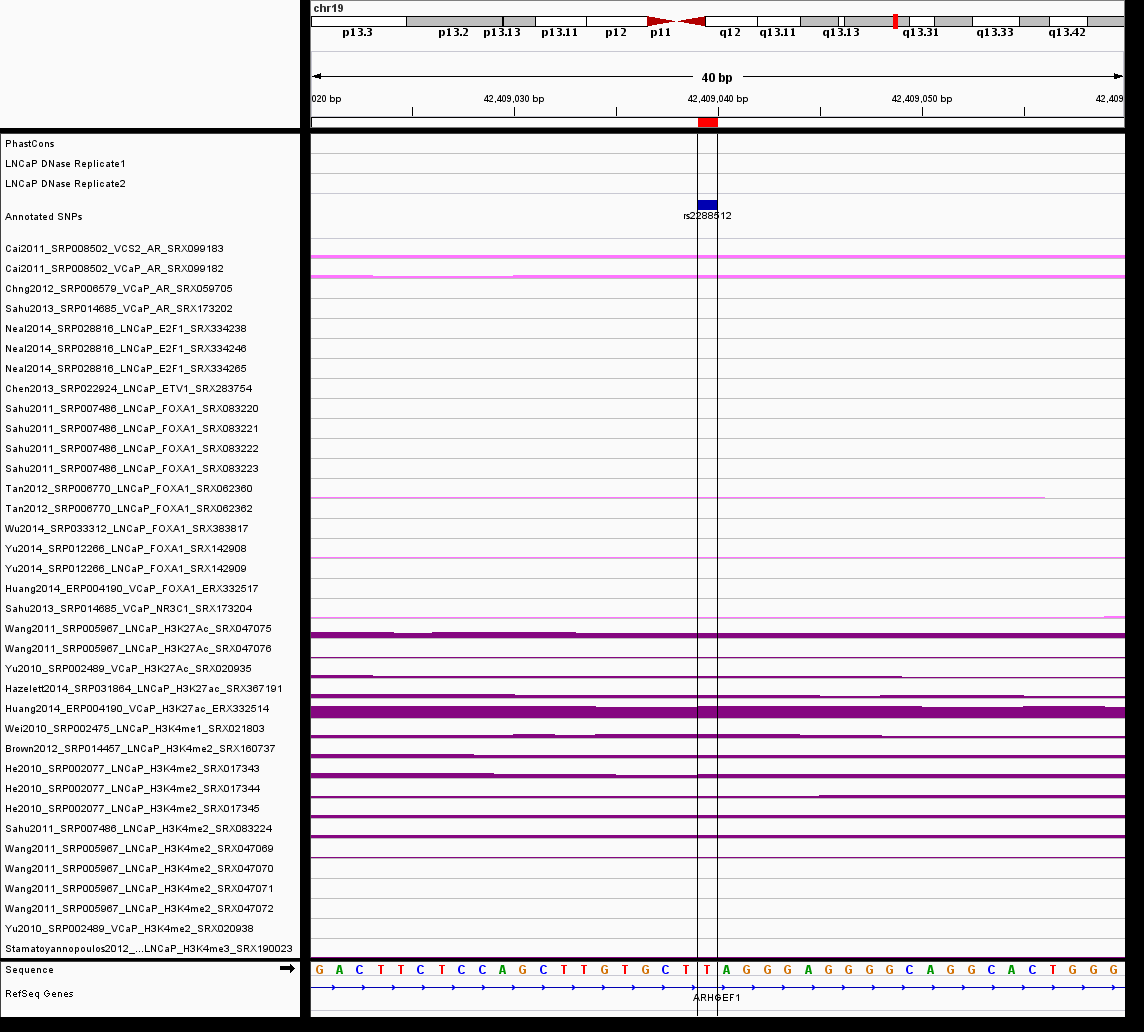 chr19
p13.3 p13.2 p13.13 p13.11 p12 p11 q12 q13.11 q13.13 q13.31 q13.33 q13.42
40 bp
020 bp 42,409,030 bp 42,409,040 bp 42,409,050 bp 42,409
PhastCons
LNCaP DNase Replicate1
LNCaP DNase Replicate2
Annotated SNPs
rs2288512
Cai2011_SRP008502_VCS2_AR_SRX099183
Cai2011_SRP008502_VCaP_AR_SRX099182
Chng2012_SRP006579_VCaP_AR_SRX059705
Sahu2013_SRP014685_VCaP_AR_SRX173202
Neal2014_SRP028816_LNCaP_E2F1_SRX334238
Neal2014_SRP028816_LNCaP_E2F1_SRX334246
Neal2014_SRP028816_LNCaP_E2F1_SRX334265
Chen2013_SRP022924_LNCaP_ETV1_SRX283754
Sahu2011_SRP007486_LNCaP_FOXA1_SRX083220
Sahu2011_SRP007486_LNCaP_FOXA1_SRX083221
Sahu2011_SRP007486_LNCaP_FOXA1_SRX083222
Sahu2011_SRP007486_LNCaP_FOXA1_SRX083223
Tan2012_SRP006770_LNCaP_FOXA1_SRX062360
Tan2012_SRP006770_LNCaP_FOXA1_SRX062362
Wu2014_SRP033312_LNCaP_FOXA1_SRX383817
Yu2014_SRP012266_LNCaP_FOXA1_SRX142908
Yu2014_SRP012266_LNCaP_FOXA1_SRX142909
Huang2014_ERP004190_VCaP_FOXA1_ERX332517
Sahu2013_SRP014685_VCaP_NR3C1_SRX173204
Wang2011_SRP005967_LNCaP_H3K27Ac_SRX047075
Wang2011_SRP005967_LNCaP_H3K27Ac_SRX047076
Yu2010_SRP002489_VCaP_H3K27Ac_SRX020935
Hazelett2014_SRP031864_LNCaP_H3K27ac_SRX367191
Huang2014_ERP004190_VCaP_H3K27ac_ERX332514
Wei2010_SRP002475_LNCaP_H3K4me1_SRX021803
Brown2012_SRP014457_LNCaP_H3K4me2_SRX160737
He2010_SRP002077_LNCaP_H3K4me2_SRX017343
He2010_SRP002077_LNCaP_H3K4me2_SRX017344
He2010_SRP002077_LNCaP_H3K4me2_SRX017345
Sahu2011_SRP007486_LNCaP_H3K4me2_SRX083224
Wang2011_SRP005967_LNCaP_H3K4me2_SRX047069
Wang2011_SRP005967_LNCaP_H3K4me2_SRX047070
Wang2011_SRP005967_LNCaP_H3K4me2_SRX047071
Wang2011_SRP005967_LNCaP_H3K4me2_SRX047072
Yu2010_SRP002489_VCaP_H3K4me2_SRX020938
Stamatoyannopoulos2012_...LNCaP_H3K4me3_SRX190023
Sequence G A C T T C T C C A G C T T G T G C T T A G G G A G G G G C A G G C A C T G G G
RefSeq Genes
ARHGEF1